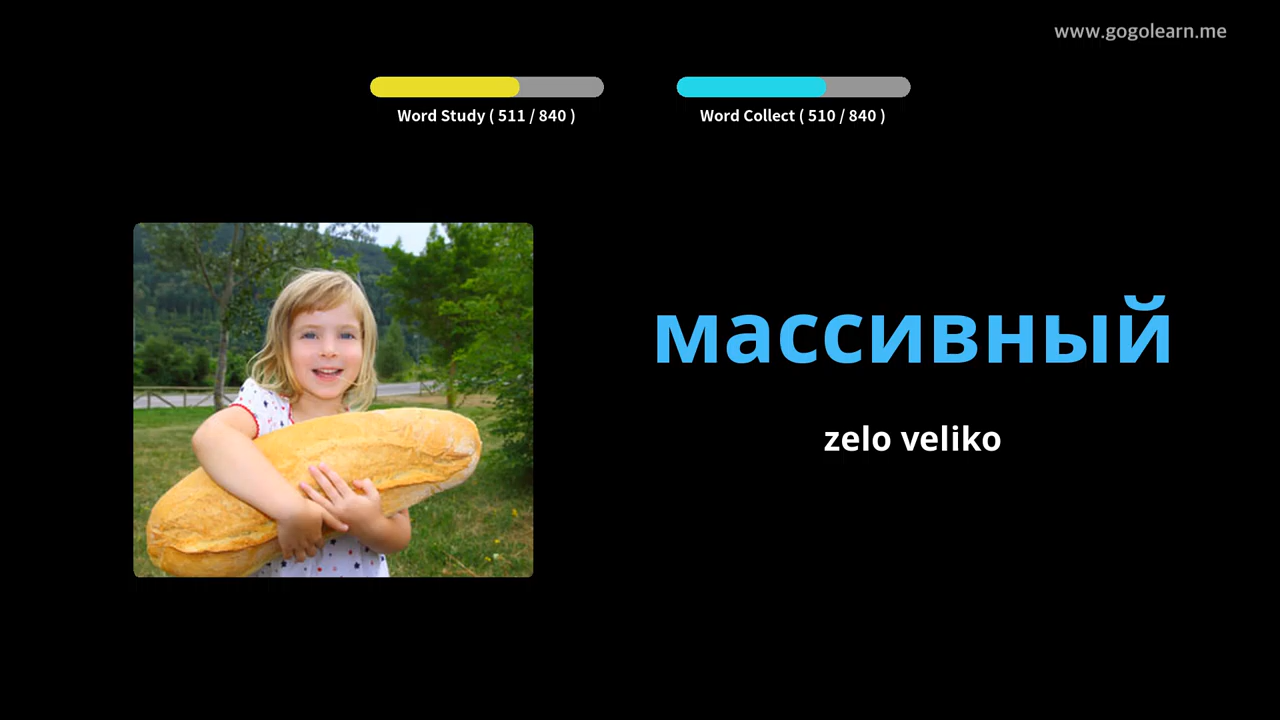 www.gogolearn.me
Word Study ( 511 / 840 )
Word Collect ( 510 / 840 )
массивный
zelo veliko